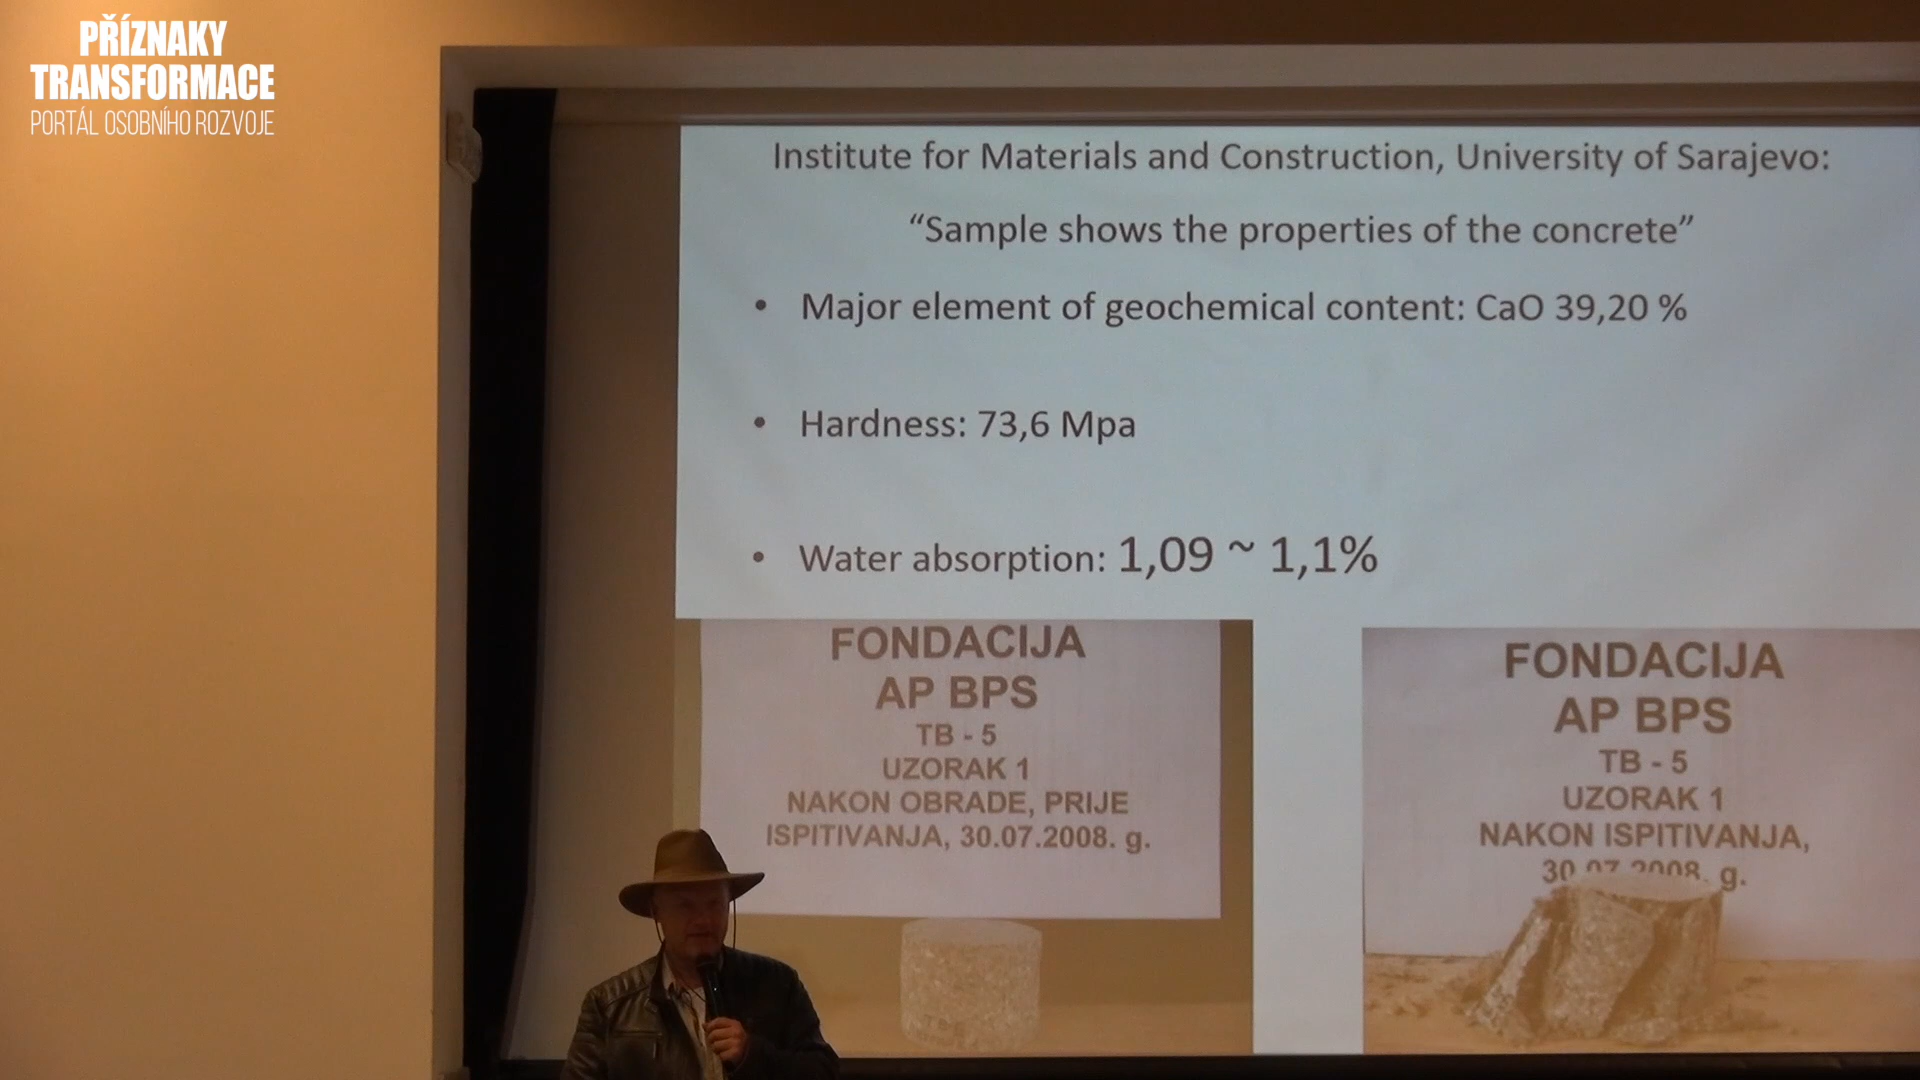 PŘÍZNAKY
TRANSFORMACE
PORTÁL OSOBNÍHO ROZVOJE
Institute for Materials and Construction, University of Sarajevo:
“Sample shows the properties of the concrete”
• Major element of geochemical content: CaO 39,20 %
• Hardness: 73,6 Mpa
• Water absorption: 1,09 ~ 1,1%
FONDACIJA
AP BPS
TB - 5
UZORAK 1
NAKON OBRADE, PRIJE
ISPITIVANJA, 30.07.2008. g.
FONDACIJA
AP BPS
TB - 5
UZORAK 1
NAKON ISPITIVANJA,
30.07.2008. g.